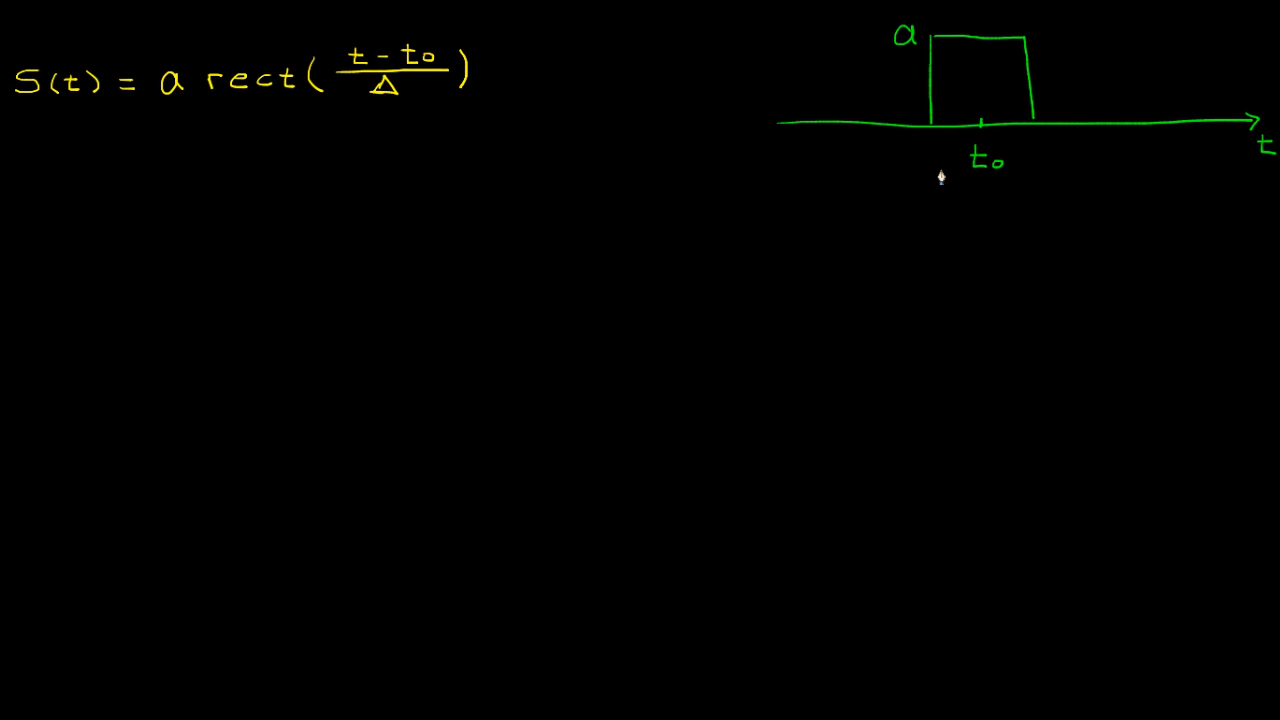 S(t) = a rect( (t - t₀)/Δ )
a
t₀
t